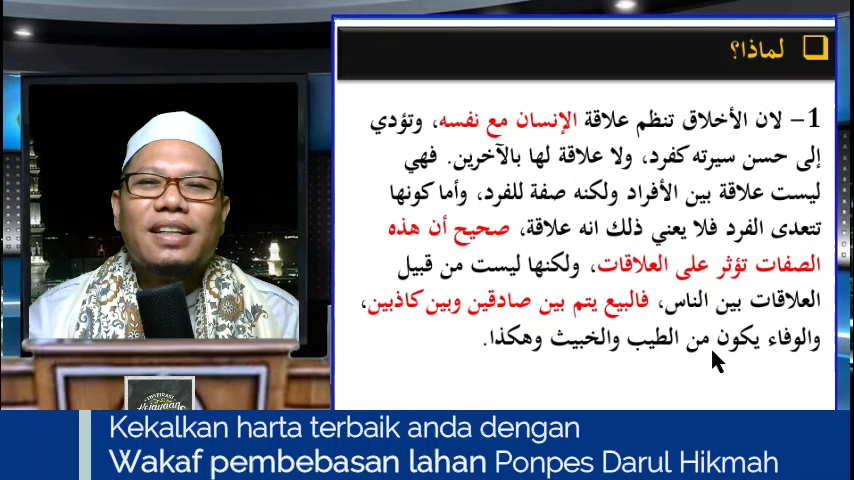 لماذا؟
1– لان الأخلاق تنظم علاقة الإنسان مع نفسه، وتؤدي
إلى حسن سيرته كفرد، ولا علاقة لها بالآخرين. فهي
ليست علاقة بين الأفراد ولكنه صفة للفرد، وأما كونها
تتعدى الفرد فلا يعني ذلك انه علاقة، صحيح أن هذه
الصفات تؤثر على العلاقات، ولكنها ليست من قبيل
العلاقات بين الناس، فالبيع يتم بين صادقين وبين كاذبين،
والوفاء يكون من الطيب والخبيث وهكذا.
INSPIRASI
Kejayaan
Kekalkan harta terbaik anda dengan
Wakaf pembebasan lahan Ponpes Darul Hikmah